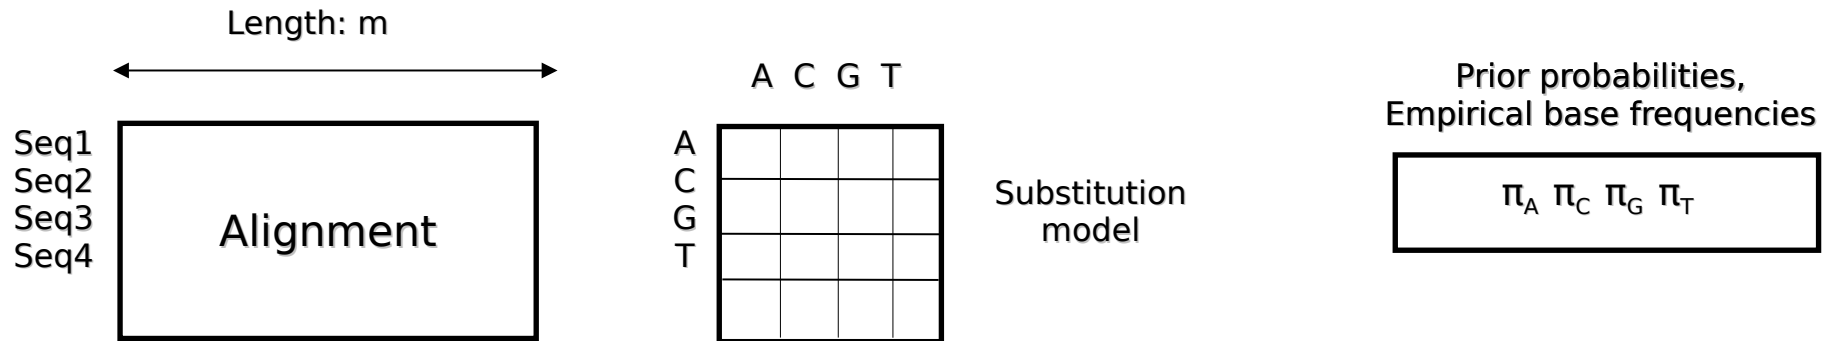 Length: m
Seq1
Seq2
Seq3
Seq4
Alignment
A C G T
A
C
G
T
Substitution
model
Prior probabilities,
Empirical base frequencies
πA πC πG πT